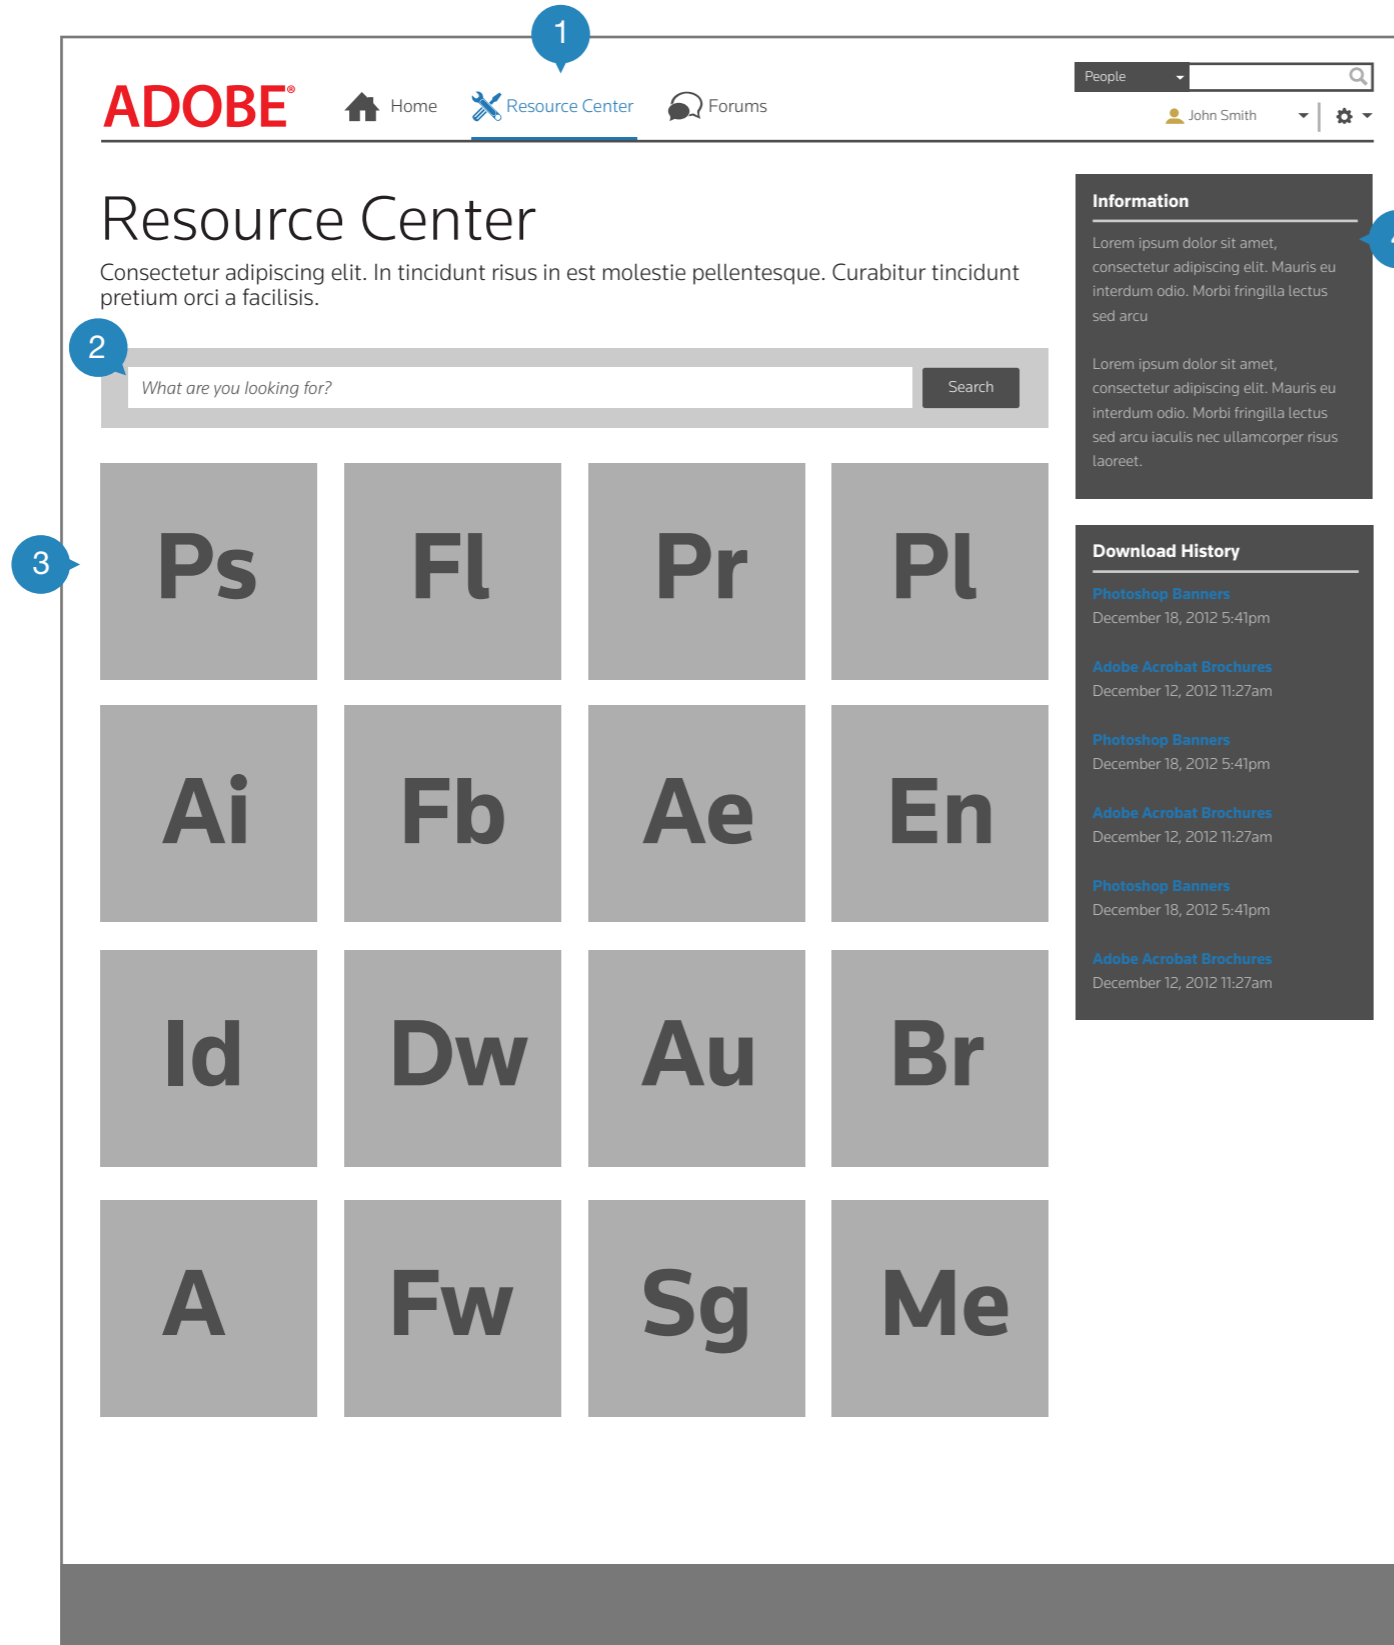 1
ADOBE®
Home
Resource Center
Forums
People
John Smith
Resource Center
Consectetur adipiscing elit. In tincidunt risus in est molestie pellentesque. Curabitur tincidunt
pretium orci a facilisis.
2
What are you looking for?
Search
3
Ps Fl Pr Pl
Ai Fb Ae En
Id Dw Au Br
A Fw Sg Me
Information
Lorem ipsum dolor sit amet,
consectetur adipiscing elit. Mauris eu
interdum odio. Morbi fringilla lectus
sed arcu
Lorem ipsum dolor sit amet,
consectetur adipiscing elit. Mauris eu
interdum odio. Morbi fringilla lectus
sed arcu iaculis nec ullamcorper risus
laoreet.
Download History
Photoshop Banners
December 18, 2012 5:41pm
Adobe Acrobat Brochures
December 12, 2012 11:27am
Photoshop Banners
December 18, 2012 5:41pm
Adobe Acrobat Brochures
December 12, 2012 11:27am
Photoshop Banners
December 18, 2012 5:41pm
Adobe Acrobat Brochures
December 12, 2012 11:27am